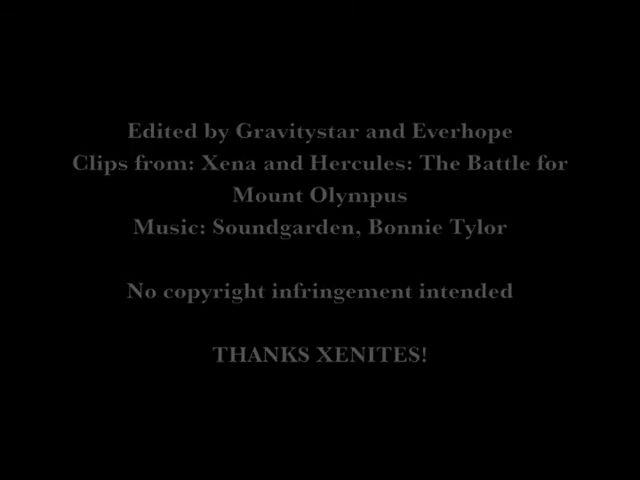 Edited by Gravitystar and Everhope
Clips from: Xena and Hercules: The Battle for
Mount Olympus
Music: Soundgarden, Bonnie Tylor
No copyright infringement intended
THANKS XENITES!